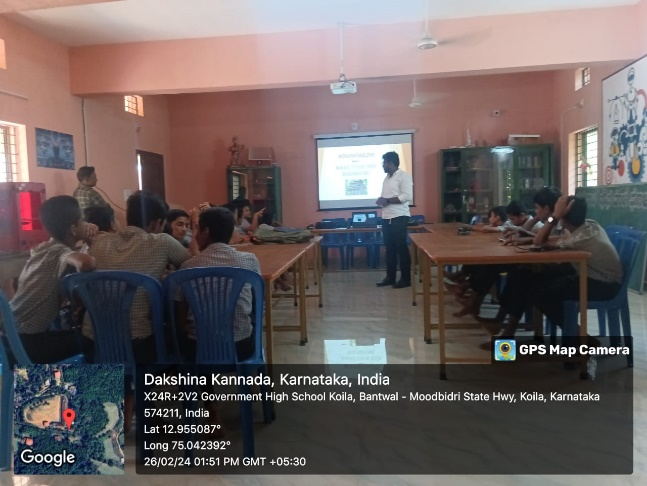 GPS Map Camera
Dakshina Kannada, Karnataka, India
X24R+2V2 Government High School Koila, Bantwal - Moodbidri State Hwy, Koila, Karnataka
574211, India
Lat 12.955087°
Long 75.042392°
26/02/24 01:51 PM GMT +05:30
Google